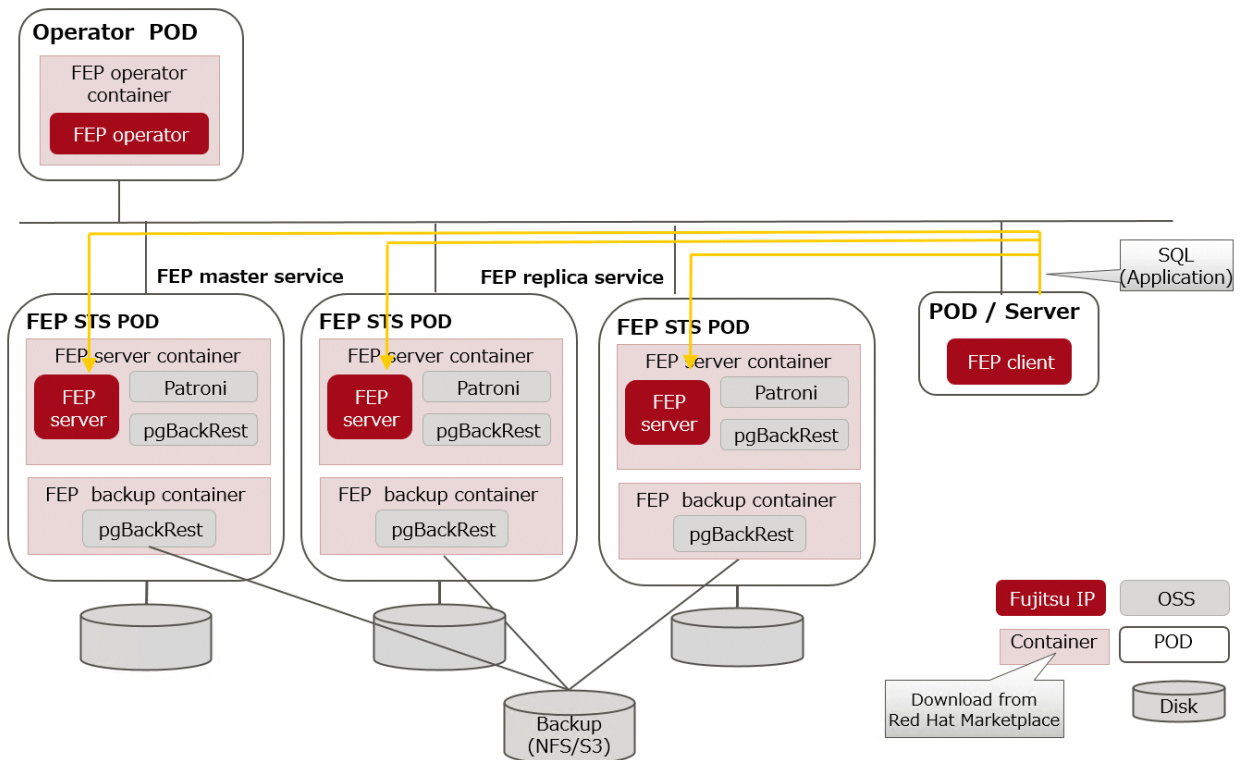 Operator POD
FEP operator
container
FEP operator
FEP master service
FEP replica service
SQL
(Application)
FEP STS POD
FEP server container
FEP
server
Patroni
pgBackRest
FEP backup container
pgBackRest
FEP STS POD
FEP server container
FEP
server
Patroni
pgBackRest
FEP backup container
pgBackRest
FEP STS POD
FEP server container
FEP
server
Patroni
pgBackRest
FEP backup container
pgBackRest
POD / Server
FEP client
Backup
(NFS/S3)
Fujitsu IP
OSS
Container
POD
Download from
Red Hat Marketplace
Disk